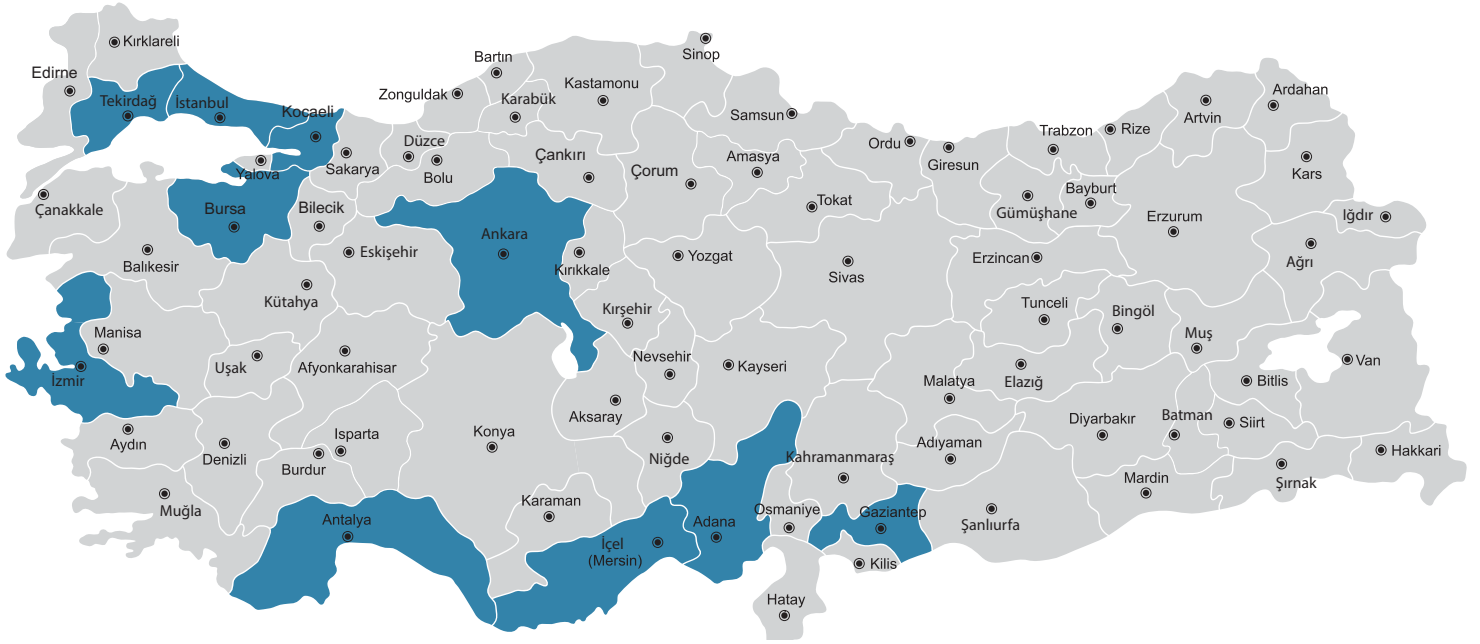 Kırklareli
Edirne
Tekirdağ
İstanbul
Kocaeli
Yalova
Sakarya
Düzce
Bolu
Zonguldak
Bartın
Karabük
Kastamonu
Sinop
Çankırı
Çorum
Samsun
Amasya
Tokat
Ordu
Giresun
Trabzon
Rize
Artvin
Ardahan
Kars
Iğdır
Ağrı
Gümüşhane
Bayburt
Erzurum
Erzincan
Çanakkale
Bursa
Bilecik
Balıkesir
Eskişehir
Kütahya
Ankara
Kırıkkale
Yozgat
Sivas
Kırşehir
Tunceli
Bingöl
Muş
Manisa
İzmir
Uşak
Afyonkarahisar
Nevsehir
Kayseri
Malatya
Elazığ
Bitlis
Van
Aksaray
Aydın
Denizli
Isparta
Burdur
Konya
Niğde
Kahramanmaraş
Adıyaman
Diyarbakır
Batman
Siirt
Hakkari
Şırnak
Mardin
Muğla
Antalya
Karaman
İçel
(Mersin)
Adana
Osmaniye
Gaziantep
Şanlıurfa
Kilis
Hatay